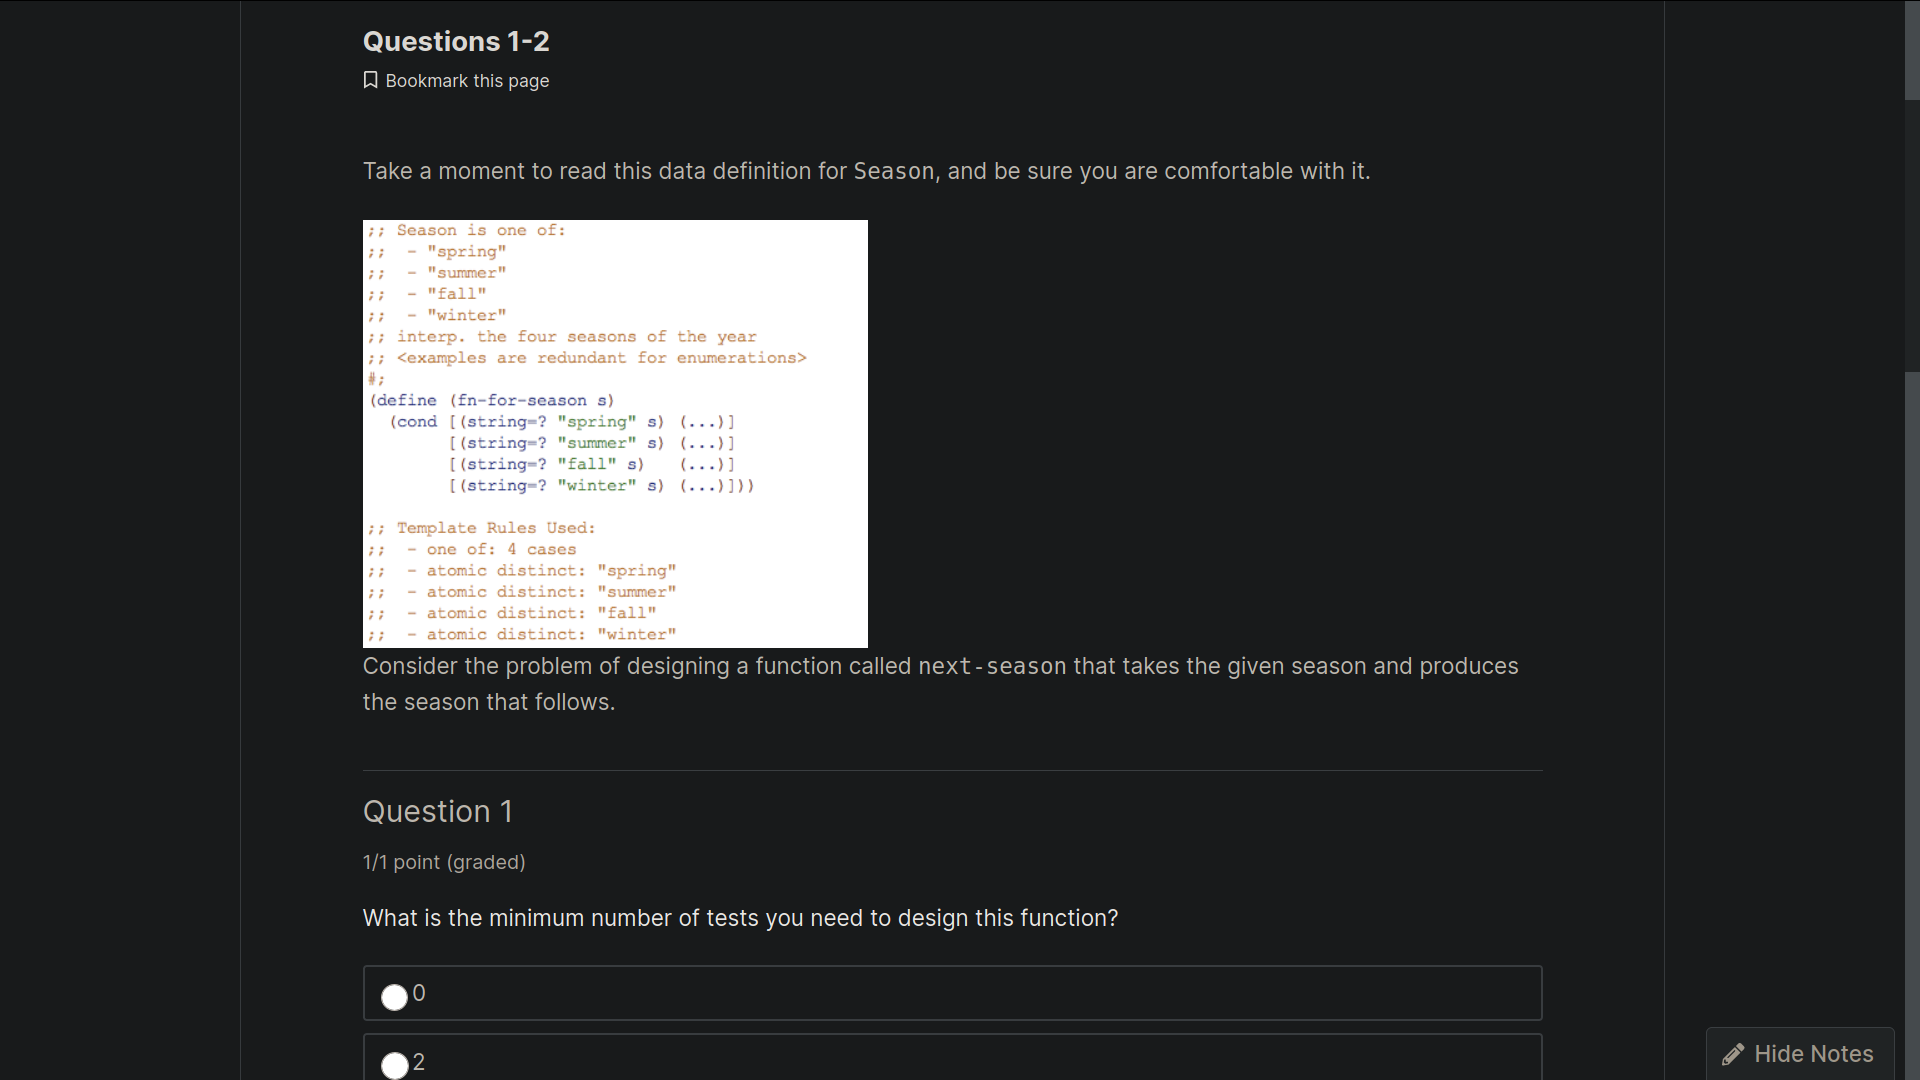 Questions 1-2
Bookmark this page
Take a moment to read this data definition for Season, and be sure you are comfortable with it.
;; Season is one of:
;;  - "spring"
;;  - "summer"
;;  - "fall"
;;  - "winter"
;; interp. the four seasons of the year
;; <examples are redundant for enumerations>
#;
(define (fn-for-season s)
  (cond [(string=? "spring" s) (...)]
        [(string=? "summer" s) (...)]
        [(string=? "fall" s)   (...)]
        [(string=? "winter" s) (...)]))
;; Template Rules Used:
;;  - one of: 4 cases
;;  - atomic distinct: "spring"
;;  - atomic distinct: "summer"
;;  - atomic distinct: "fall"
;;  - atomic distinct: "winter"
Consider the problem of designing a function called next-season that takes the given season and produces
the season that follows.
Question 1
1/1 point (graded)
What is the minimum number of tests you need to design this function?
0
2
Hide Notes